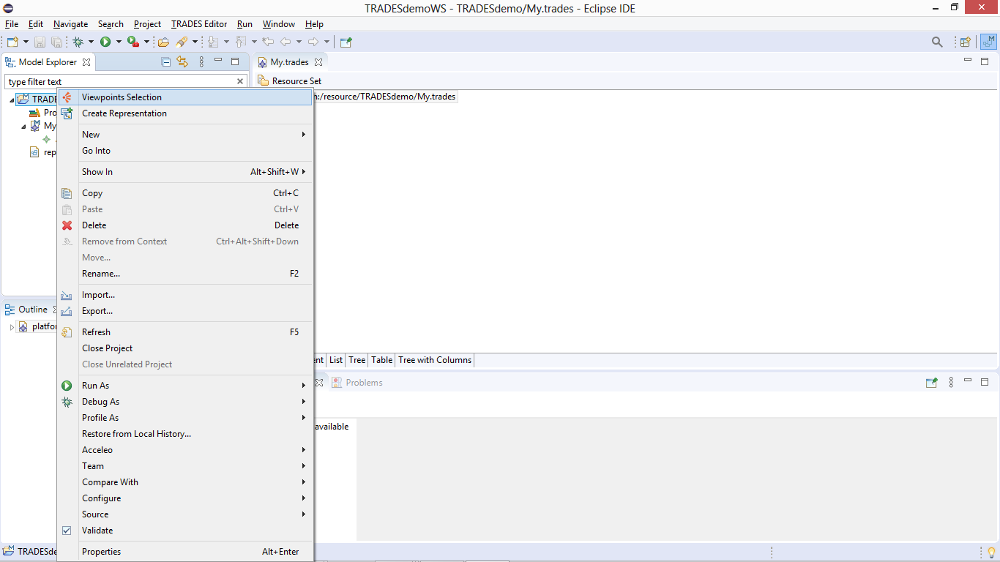 TRADESdemoWS - TRADESdemo/My.trades - Eclipse IDE
File Edit Navigate Search Project TRADES Editor Run Window Help
Model Explorer
My.trades
type filter text
Resource Set
TRADE
h:/resource/TRADESdemo/My.trades
Pro
My
rep
Viewpoints Selection
Create Representation
New
Go Into
Show In Alt+Shift+W
Copy Ctrl+C
Paste Ctrl+V
Delete Delete
Remove from Context Ctrl+Alt+Shift+Down
Move...
Rename... F2
Import...
Export...
Refresh F5
Close Project
Close Unrelated Project
Run As
Debug As
Profile As
Restore from Local History...
Acceleo
Team
Compare With
Configure
Source
Validate
Properties Alt+Enter
Outline
platfor
ent List Tree Table Tree with Columns
Problems
available
TRADESde